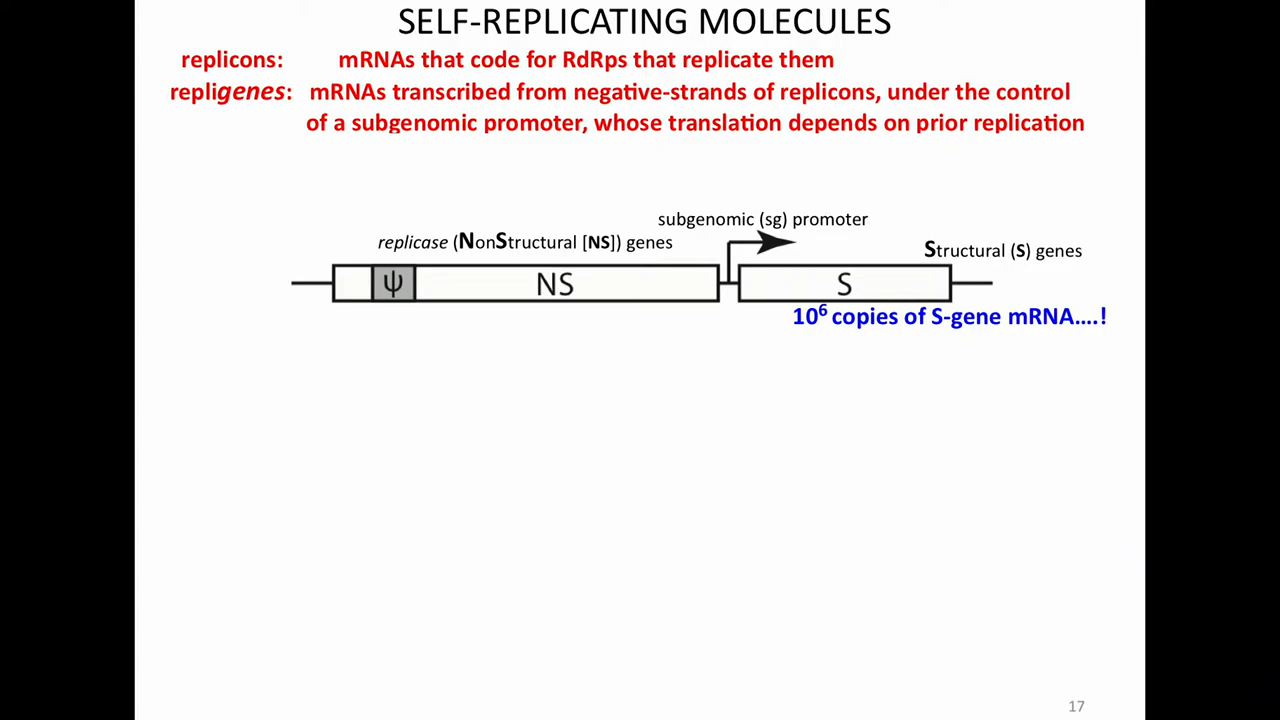 SELF-REPLICATING MOLECULES
replicons: mRNAs that code for RdRps that replicate them
repligenes: mRNAs transcribed from negative-strands of replicons, under the control
of a subgenomic promoter, whose translation depends on prior replication
subgenomic (sg) promoter
replicase (NonStructural [NS]) genes
Structural (S) genes
ψ NS S
10⁶ copies of S-gene mRNA....!
17